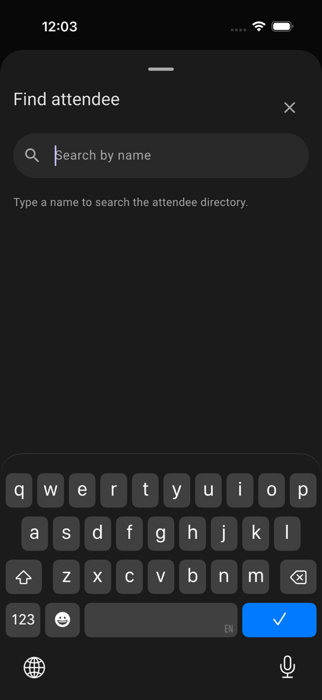 12:03
Find attendee
Search by name
Type a name to search the attendee directory.
q w e r t y u i o p
a s d f g h j k l
z x c v b n m
123
EN